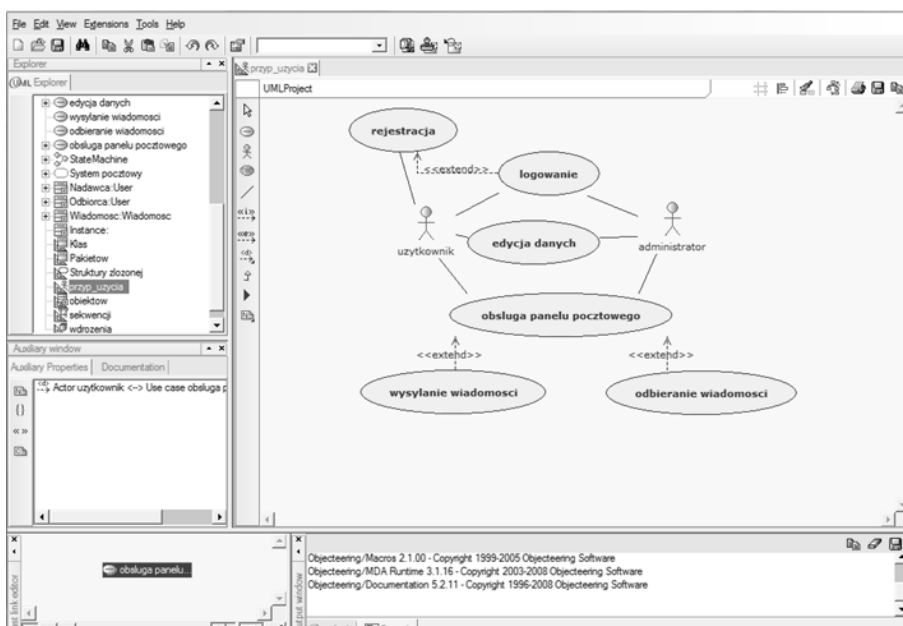 File Edit View Extensions Tools Help
Explorer
UML Explorer
edycja danych
wysylanie wiadomosci
odbieranie wiadomosci
obsluga panelu pocztowego
StateMachine
System pocztowy
Nadawca:User
Odbiorca:User
Wiadomosc:Wiadomosc
Instance:
Klas
Pakietow
Struktury zlozonej
przyp_uzycia
obiektow
sekwencji
wdrozenia
przyp_uzycia
UMLProject
rejestracja
<<extend>>
logowanie
uzytkownik
edycja danych
administrator
obsluga panelu pocztowego
<<extend>>
<<extend>>
wysylanie wiadomosci
odbieranie wiadomosci
Auxiliary window
Auxiliary Properties
Documentation
Actor uzytkownik <--> Use case obsluga p
obsluga panelu...
link editor
Objecteering/Macros 2.1.00 - Copyright 1999-2005 Objecteering Software
Objecteering/MDA Runtime 3.1.16 - Copyright 2003-2008 Objecteering Software
Objecteering/Documentation 5.2.11 - Copyright 1996-2008 Objecteering Software
window